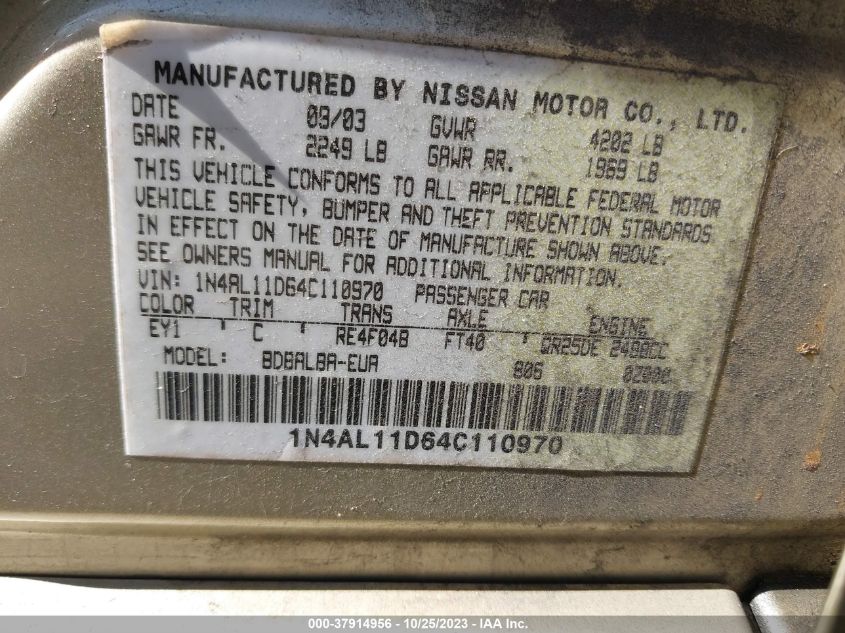 MANUFACTURED BY NISSAN MOTOR CO., LTD.
DATE 09/03 GVWR 4202 LB
GAWR FR. 2249 LB GAWR RR. 1969 LB
THIS VEHICLE CONFORMS TO ALL APPLICABLE FEDERAL MOTOR
VEHICLE SAFETY, BUMPER AND THEFT PREVENTION STANDARDS
IN EFFECT ON THE DATE OF MANUFACTURE SHOWN ABOVE.
SEE OWNERS MANUAL FOR ADDITIONAL INFORMATION.
VIN: 1N4AL11D64C110970 PASSENGER CAR
COLOR TRIM TRANS AXLE ENGINE
EY1 ' C ' RE4F04B FT40 ' QR25DE 2488CC
MODEL: BDBALBA-EUA
1N4AL11D64C110970
000-37914956 - 10/25/2023 - IAA Inc.